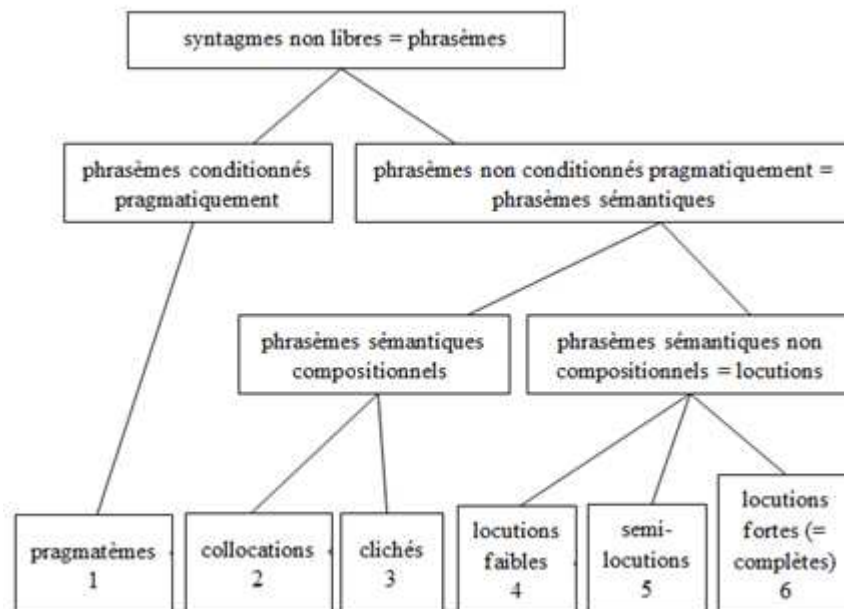 syntagmes non libres = phrasèmes
phrasèmes conditionnés
pragmatiquement
phrasèmes non conditionnés pragmatiquement =
phrasèmes sémantiques
phrasèmes sémantiques
compositionnels
phrasèmes sémantiques non
compositionnels = locutions
pragmatèmes
1
collocations
2
clichés
3
locutions
faibles
4
semi-
locutions
5
locutions
fortes (=
complètes)
6